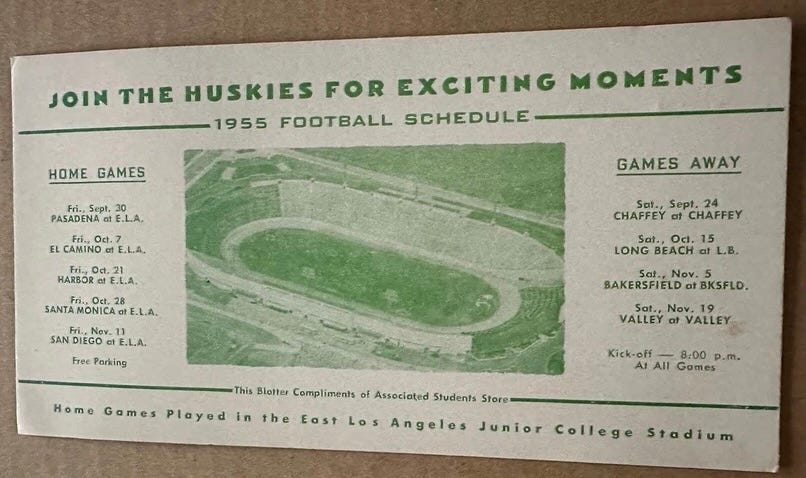 JOIN THE HUSKIES FOR EXCITING MOMENTS
1955 FOOTBALL SCHEDULE
HOME GAMES
Fri., Sept. 30
PASADENA at E.L.A.
Fri., Oct. 7
EL CAMINO at E.L.A.
Fri., Oct. 21
HARBOR at E.L.A.
Fri., Oct. 28
SANTA MONICA at E.L.A.
Fri., Nov. 11
SAN DIEGO at E.L.A.
Free Parking
GAMES AWAY
Sat., Sept. 24
CHAFFEY at CHAFFEY
Sat., Oct. 15
LONG BEACH at L.B.
Sat., Nov. 5
BAKERSFIELD at BKSFLD.
Sat., Nov. 19
VALLEY at VALLEY
Kick-off — 8:00 p.m.
At All Games
This Blotter Compliments of Associated Students Store
Home Games Played in the East Los Angeles Junior College Stadium